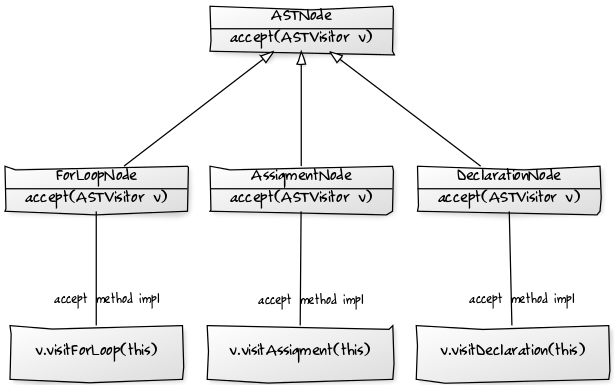 ASTNode
accept(ASTVisitor v)
ForLoopNode
AssigmentNode
DeclarationNode
accept(ASTVisitor v)
accept(ASTVisitor v)
accept(ASTVisitor v)
accept method impl
accept method impl
accept method impl
v.visitForLoop(this)
v.visitAssigment(this)
v.visitDeclaration(this)